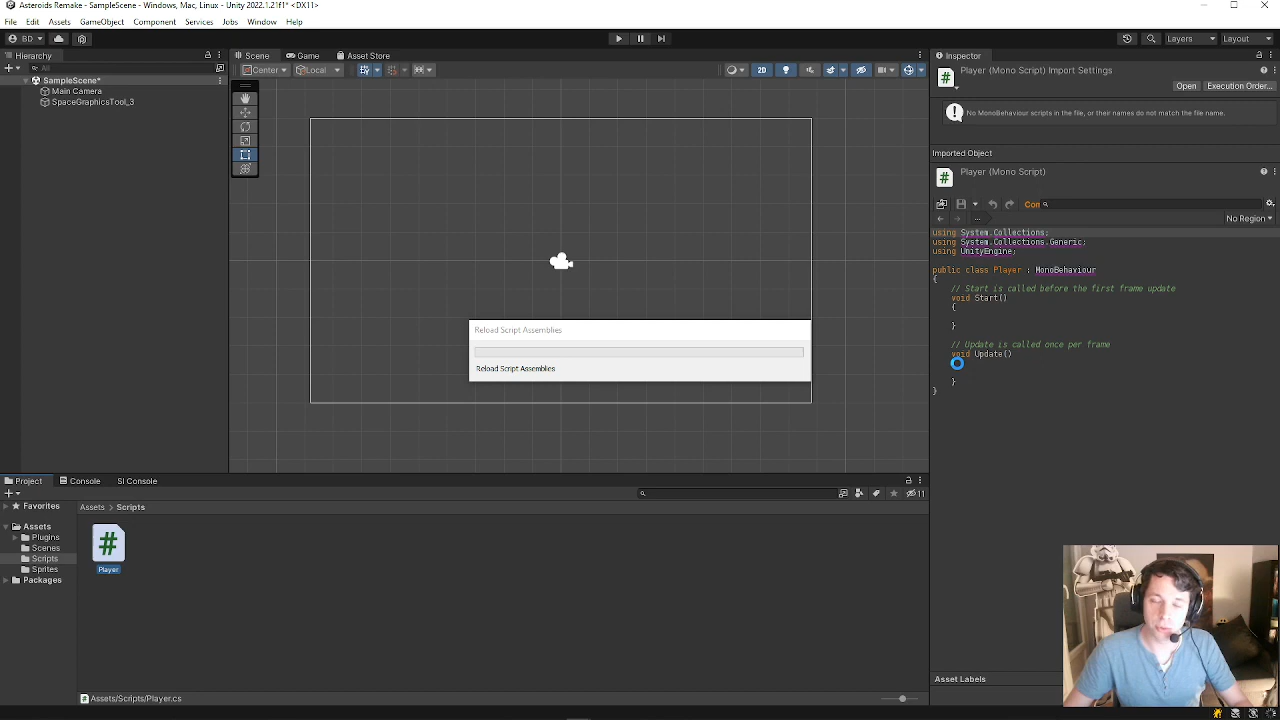 Asteroids Remake - SampleScene - Windows, Mac, Linux - Unity 2022.1.21f1* <DX11>
File Edit Assets GameObject Component Services Jobs Window Help
BD Layers Layout
Hierarchy Scene Game Asset Store Inspector
All Center Local 2D
SampleScene*
Main Camera
SpaceGraphicsTool_3
Player (Mono Script) Import Settings
Open Execution Order...
No MonoBehaviour scripts in the file, or their names do not match the file name.
Imported Object
Player (Mono Script)
Con
... No Region
using System.Collections;
using System.Collections.Generic;
using UnityEngine;
public class Player : MonoBehaviour
{
// Start is called before the first frame update
void Start()
{
}
// Update is called once per frame
void Update()
}
}
Reload Script Assemblies
Reload Script Assemblies
Project Console SI Console
11
Favorites
Assets
Plugins
Scenes
Scripts
Sprites
Packages
Assets > Scripts
#
Player
Assets/Scripts/Player.cs
Asset Labels